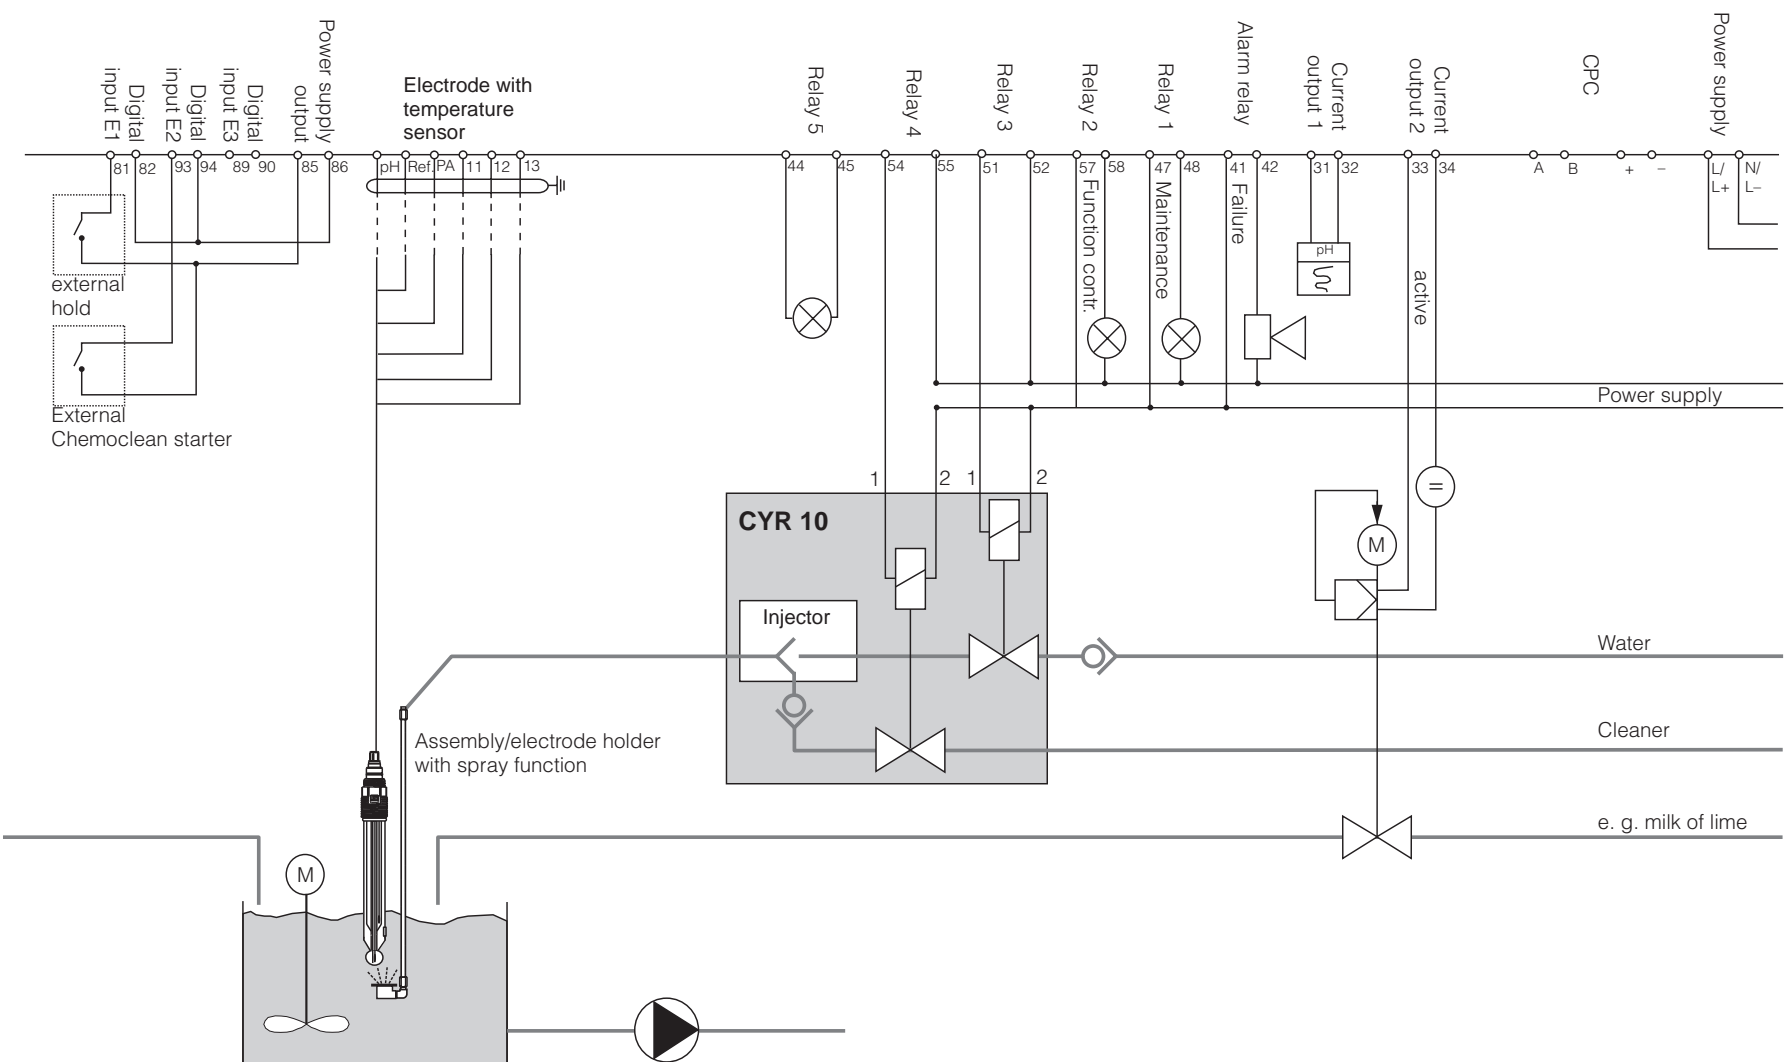 Digital
input E1
Digital
input E2
Digital
input E3
Power supply
output
Electrode with
temperature
sensor
Relay 5
Relay 4
Relay 3
Relay 2
Relay 1
Alarm relay
Current
output 1
Current
output 2
CPC
Power supply
81 82 93 94 89 90 85 86 pH Ref. PA 11 12 13 44 45 54 55 51 52 57 58 47 48 41 42 31 32 33 34 A B + – L/ N/
L+ L–
Function contr.
Maintenance
Failure
pH
active
external
hold
External
Chemoclean starter
Power supply
1 2 1 2
=
CYR 10
M
Injector
Water
Cleaner
Assembly/electrode holder
with spray function
e. g. milk of lime
M